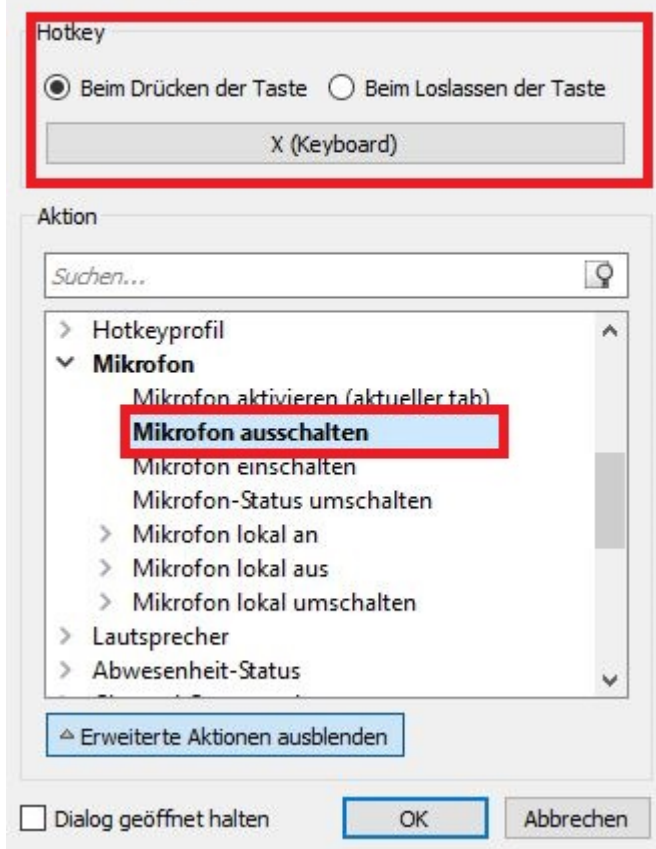 Hotkey
Beim Drücken der Taste Beim Loslassen der Taste
X (Keyboard)
Aktion
Suchen...
Hotkeyprofil
Mikrofon
Mikrofon aktivieren (aktueller tab)
Mikrofon ausschalten
Mikrofon einschalten
Mikrofon-Status umschalten
Mikrofon lokal an
Mikrofon lokal aus
Mikrofon lokal umschalten
Lautsprecher
Abwesenheit-Status
Erweiterte Aktionen ausblenden
Dialog geöffnet halten OK Abbrechen